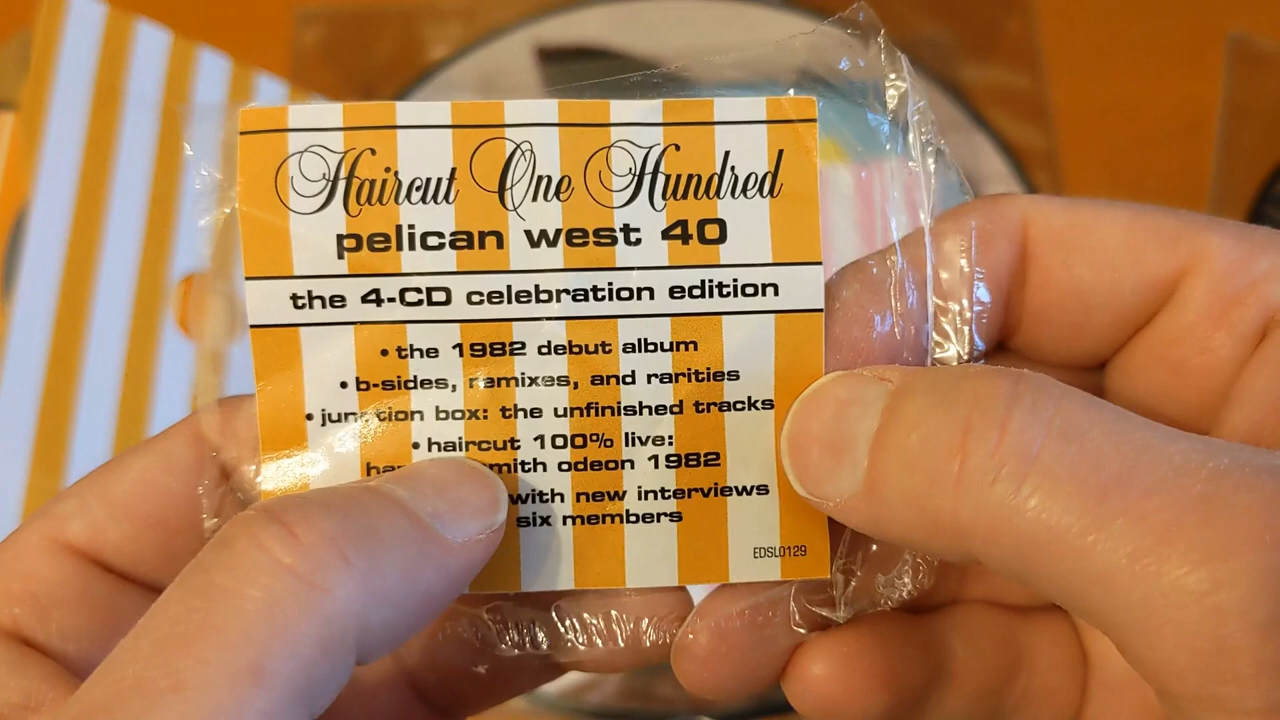 Haircut One Hundred
pelican west 40
the 4-CD celebration edition
• the 1982 debut album
• b-sides, remixes, and rarities
• junction box: the unfinished tracks
• haircut 100% live:
odeon 1982
with new interviews
six members
EDSL0129